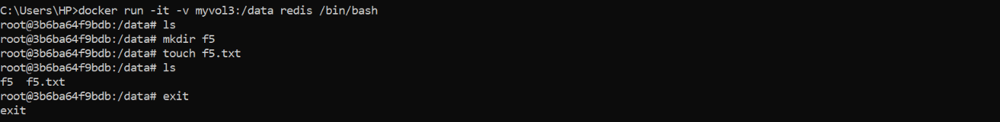 C:\Users\HP>docker run -it -v myvol3:/data redis /bin/bash
root@3b6ba64f9bdb:/data# ls
root@3b6ba64f9bdb:/data# mkdir f5
root@3b6ba64f9bdb:/data# touch f5.txt
root@3b6ba64f9bdb:/data# ls
f5  f5.txt
root@3b6ba64f9bdb:/data# exit
exit